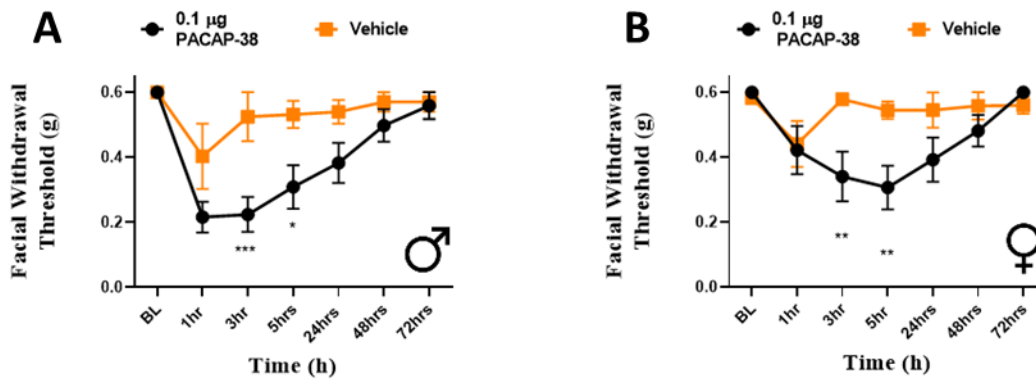 A
0.1 μg
PACAP-38
Vehicle
Facial Withdrawal
Threshold (g)
0.6
0.4
0.2
0.0
***
*
BL
1hr
3hr
5hrs
24hrs
48hrs
72hrs
Time (h)
B
0.1 μg
PACAP-38
Vehicle
Facial Withdrawal
Threshold (g)
0.6
0.4
0.2
0.0
**
**
BL
1hr
3hr
5hr
24hrs
48hrs
72hrs
Time (h)